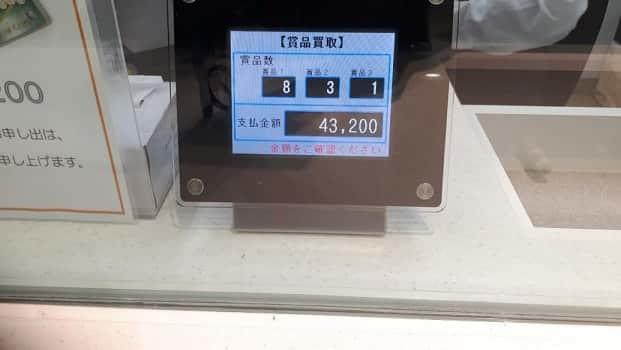 【賞品買取】
賞品数
賞品1 賞品2 賞品3
8 3 1
支払金額 43,200
金額をご確認ください
200
申し出は、
申し上げます。